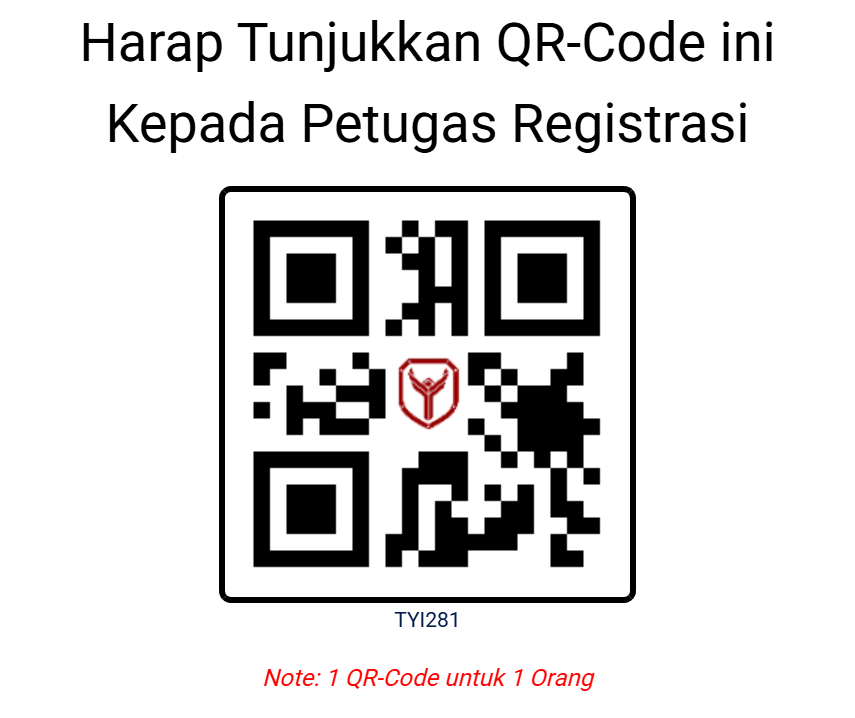 Harap Tunjukkan QR-Code ini
Kepada Petugas Registrasi
TYI281
Note: 1 QR-Code untuk 1 Orang